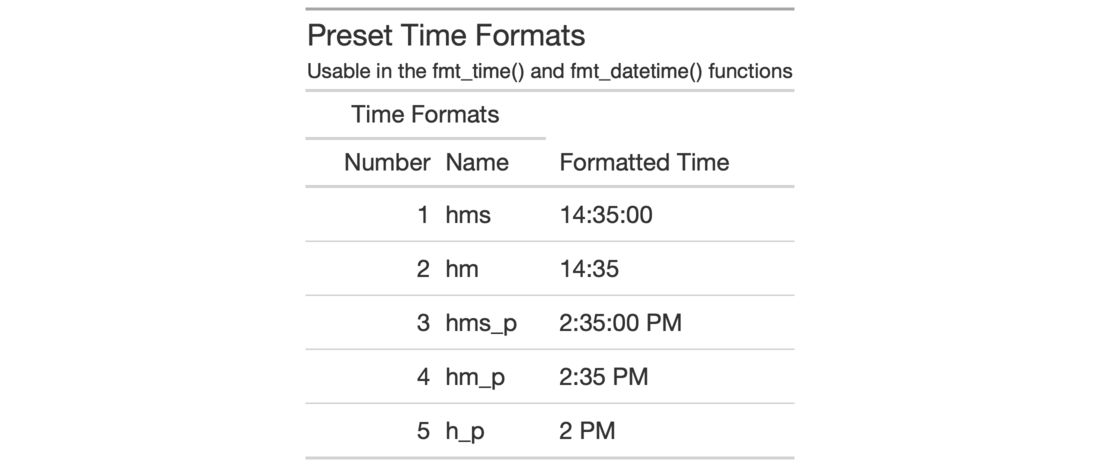 Preset Time Formats
Usable in the fmt_time() and fmt_datetime() functions
Time Formats
Number Name Formatted Time
1 hms 14:35:00
2 hm 14:35
3 hms_p 2:35:00 PM
4 hm_p 2:35 PM
5 h_p 2 PM